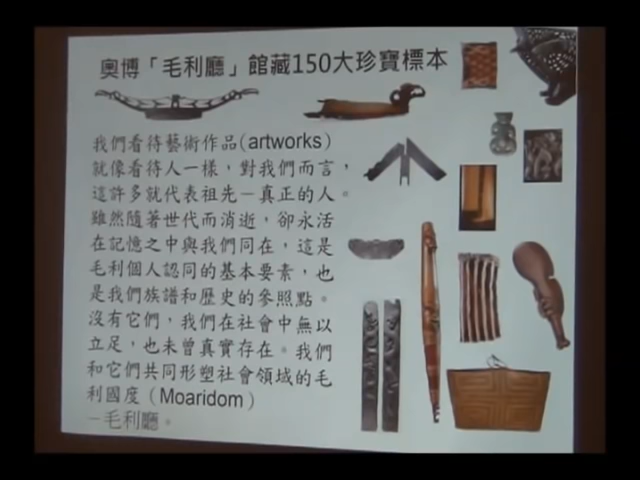 奧博「毛利廳」館藏150大珍寶標本
我們看待藝術作品(artworks)
就像看待人一樣，對我們而言，
這許多就代表祖先－真正的人。
雖然隨著世代而消逝，卻永活
在記憶之中與我們同在，這是
毛利個人認同的基本要素，也
是我們族譜和歷史的參照點。
沒有它們，我們在社會中無以
立足，也未曾真實存在。我們
和它們共同形塑社會領域的毛
利國度（Moaridom）
－毛利廳。